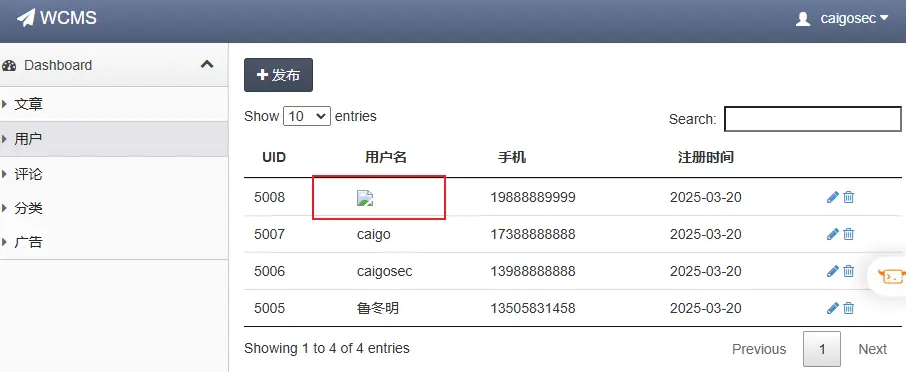 WCMS
caigosec
Dashboard
文章
用户
评论
分类
广告
发布
Show 10 entries
Search:
UID 用户名 手机 注册时间
5008 19888889999 2025-03-20
5007 caigo 17388888888 2025-03-20
5006 caigosec 13988888888 2025-03-20
5005 鲁冬明 13505831458 2025-03-20
Showing 1 to 4 of 4 entries
Previous 1 Next